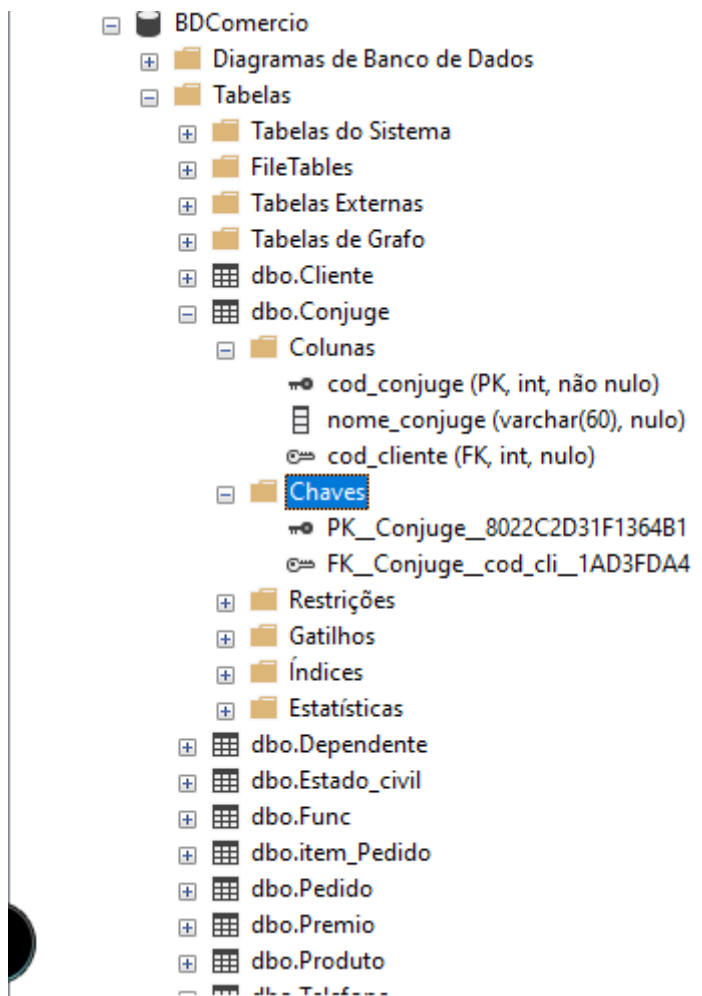 BDComercio
Diagramas de Banco de Dados
Tabelas
Tabelas do Sistema
FileTables
Tabelas Externas
Tabelas de Grafo
dbo.Cliente
dbo.Conjuge
Colunas
cod_conjuge (PK, int, não nulo)
nome_conjuge (varchar(60), nulo)
cod_cliente (FK, int, nulo)
Chaves
PK__Conjuge__8022C2D31F1364B1
FK__Conjuge__cod_cli__1AD3FDA4
Restrições
Gatilhos
Índices
Estatísticas
dbo.Dependente
dbo.Estado_civil
dbo.Func
dbo.item_Pedido
dbo.Pedido
dbo.Premio
dbo.Produto